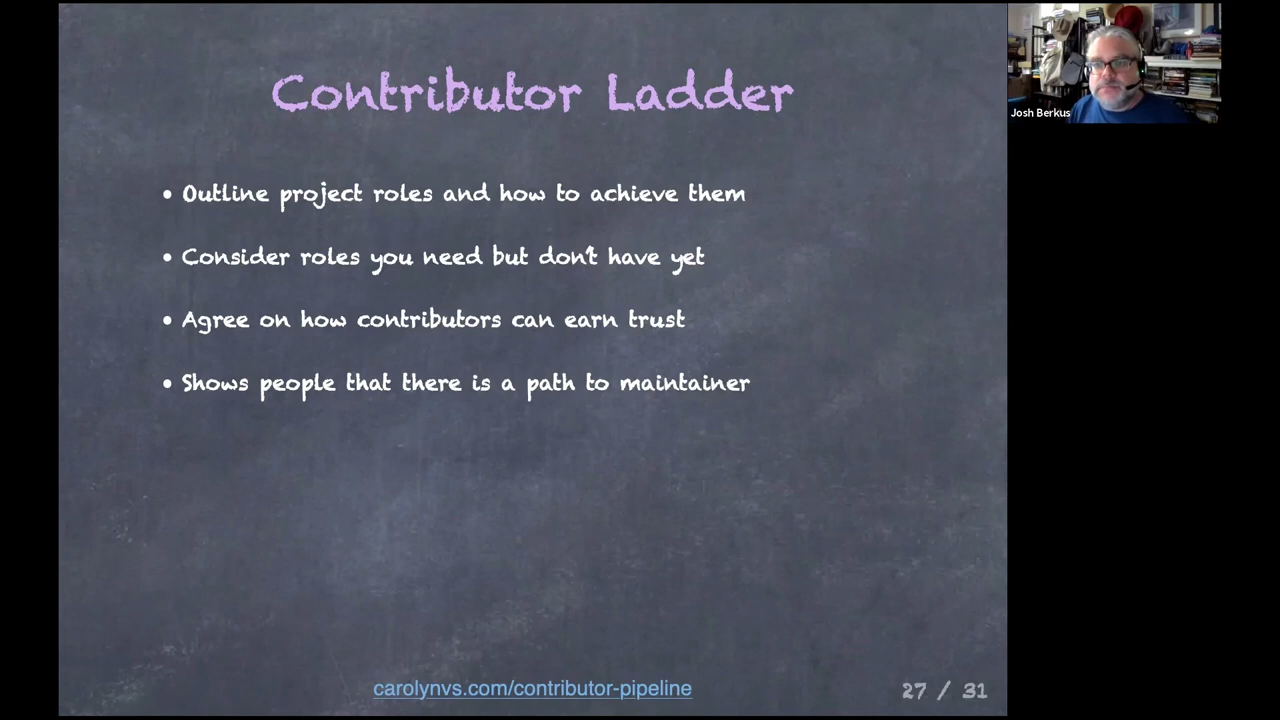 Contributor Ladder
• Outline project roles and how to achieve them
• Consider roles you need but don't have yet
• Agree on how contributors can earn trust
• Shows people that there is a path to maintainer
carolynvs.com/contributor-pipeline
27 / 31
Josh Berkus